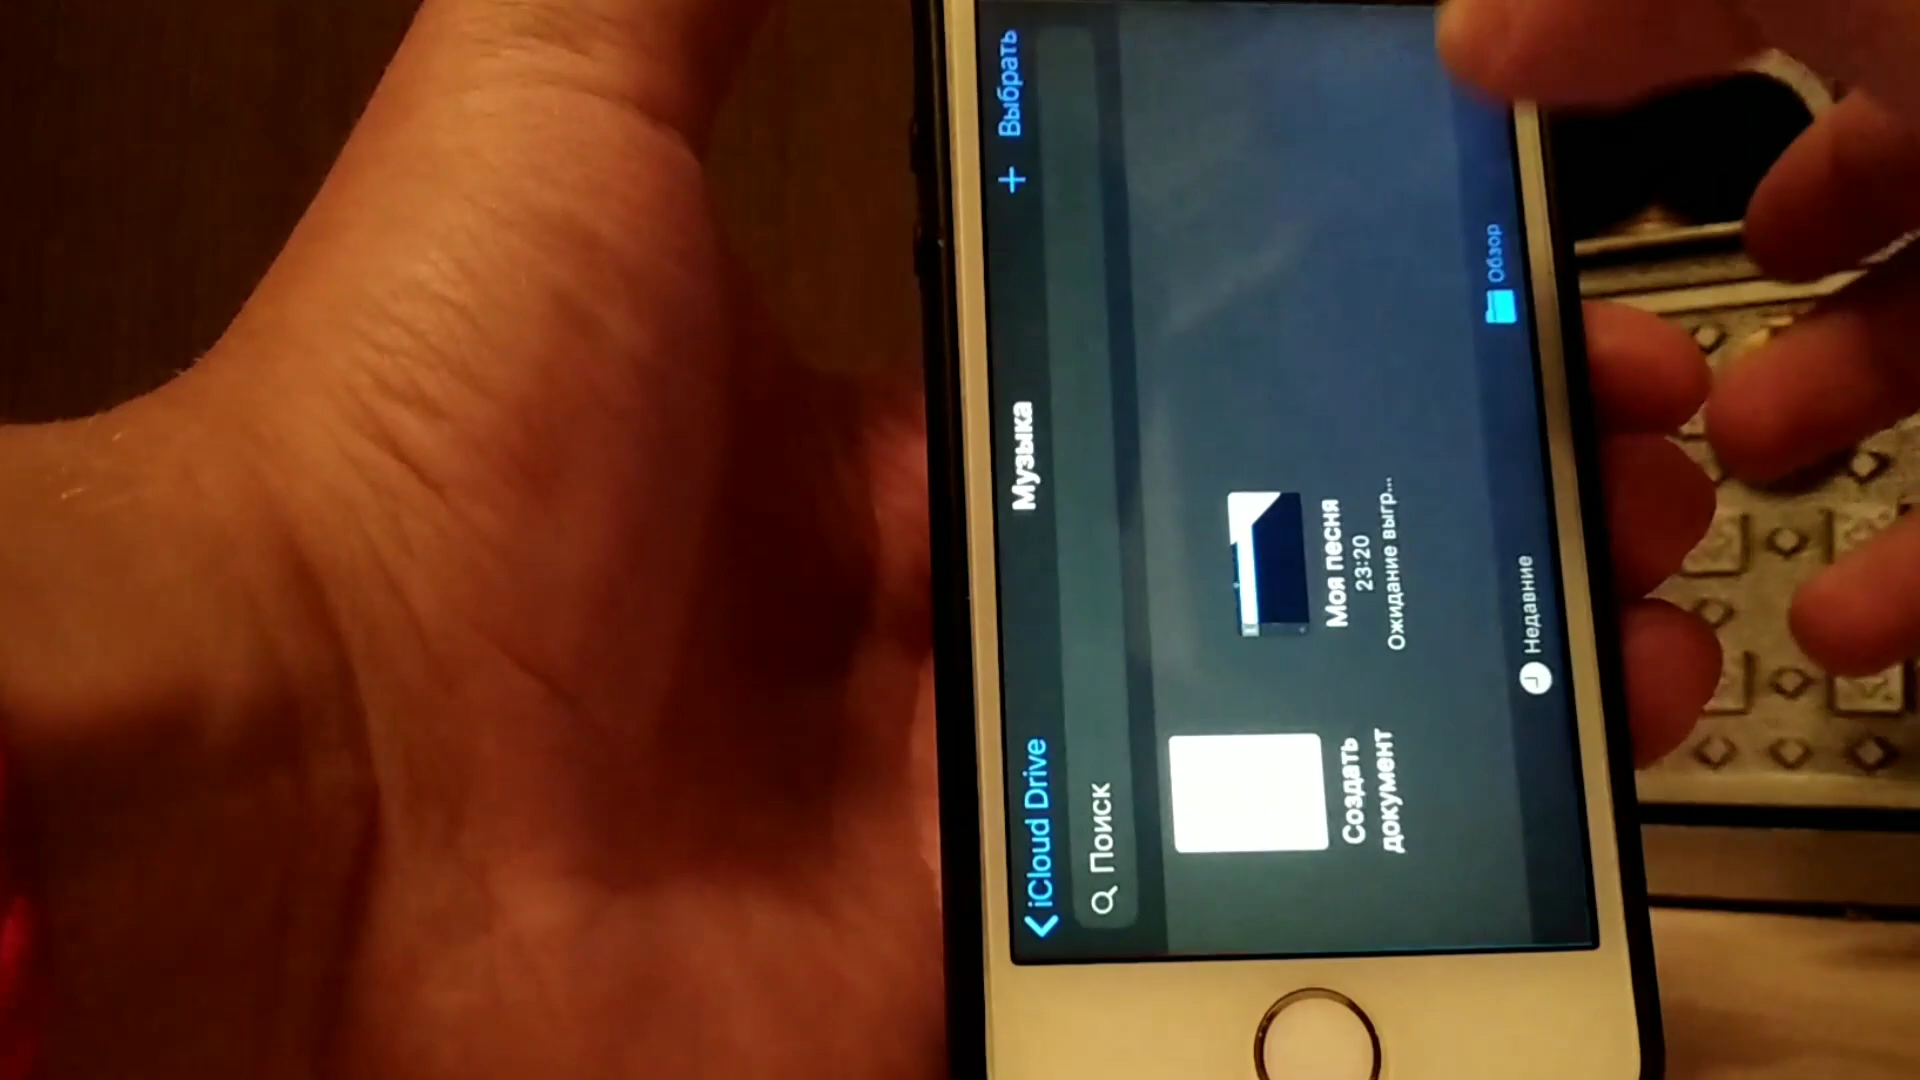 iCloud Drive
Музыка
+ Выбрать
Поиск
Создать
документ
Моя песня
23:20
Ожидание выгр...
Недавние
Обзор